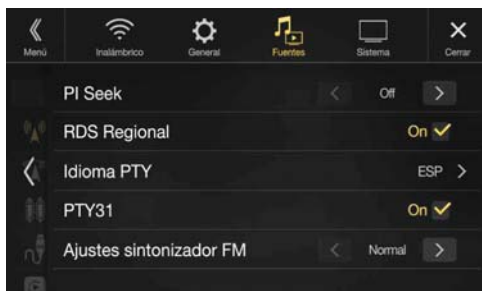 Menú
Inalámbrico
General
Fuentes
Sistema
Cerrar
PI Seek
Off
RDS Regional
On
Idioma PTY
ESP
PTY31
On
Ajustes sintonizador FM
Normal